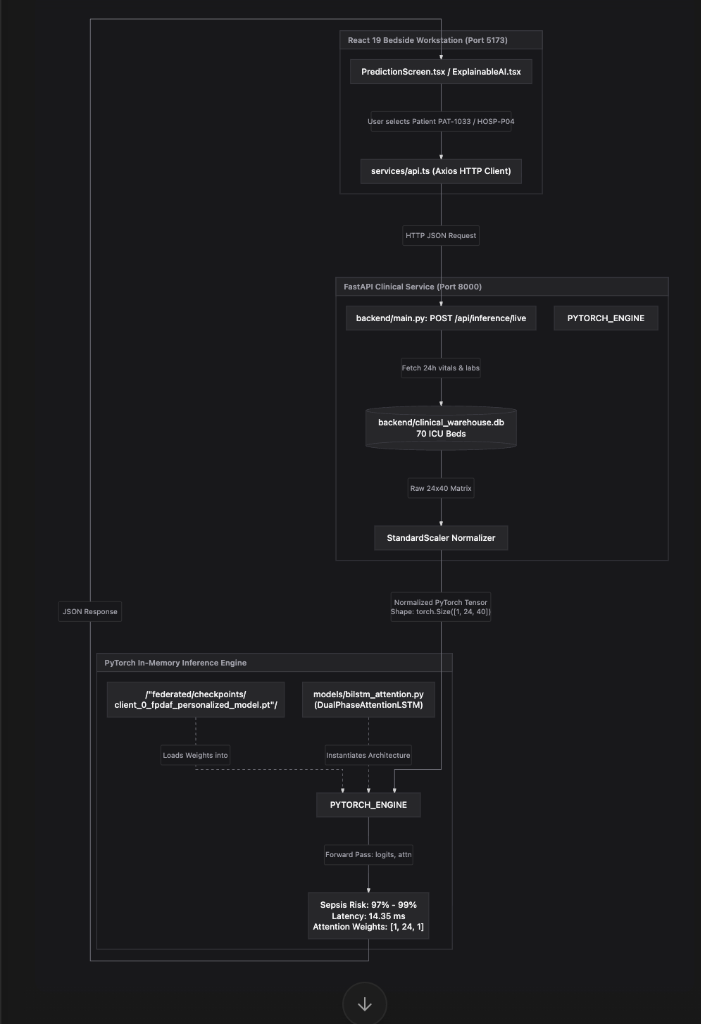 React 19 Bedside Workstation (Port 5173)
PredictionScreen.tsx / ExplainableAI.tsx
User selects Patient PAT-1033 / HOSP-P04
services/api.ts (Axios HTTP Client)
HTTP JSON Request
FastAPI Clinical Service (Port 8000)
backend/main.py: POST /api/inference/live
PYTORCH_ENGINE
Fetch 24h vitals & labs
backend/clinical_warehouse.db
70 ICU Beds
Raw 24x40 Matrix
StandardScaler Normalizer
JSON Response
Normalized PyTorch Tensor
Shape: torch.Size([1, 24, 40])
PyTorch In-Memory Inference Engine
/"federated/checkpoints/
client_0_fpdaf_personalized_model.pt"/
models/bilstm_attention.py
(DualPhaseAttentionLSTM)
Loads Weights into
Instantiates Architecture
PYTORCH_ENGINE
Forward Pass: logits, attn
Sepsis Risk: 97% - 99%
Latency: 14.35 ms
Attention Weights: [1, 24, 1]